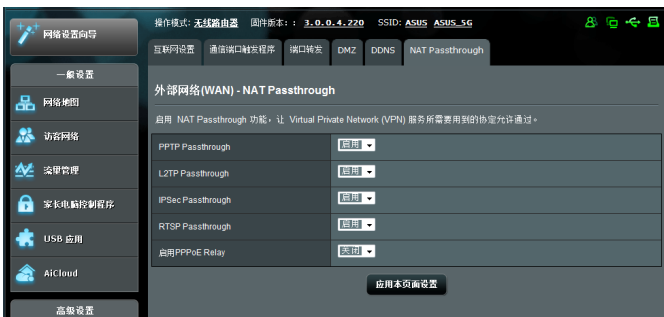 网络设置向导
操作模式: 无线路由器 固件版本: : 3.0.0.4.220 SSID: ASUS ASUS_5G
互联网设置 通信端口触发程序 端口转发 DMZ DDNS NAT Passthrough
一般设置
网络地图
访客网络
流量管理
家长电脑控制程序
USB 应用
AiCloud
高级设置
外部网络(WAN) - NAT Passthrough
启用 NAT Passthrough 功能，让 Virtual Private Network (VPN) 服务所需要用到的协定允许通过。
PPTP Passthrough 启用
L2TP Passthrough 启用
IPSec Passthrough 启用
RTSP Passthrough 启用
启用PPPoE Relay 关闭
应用本页面设置